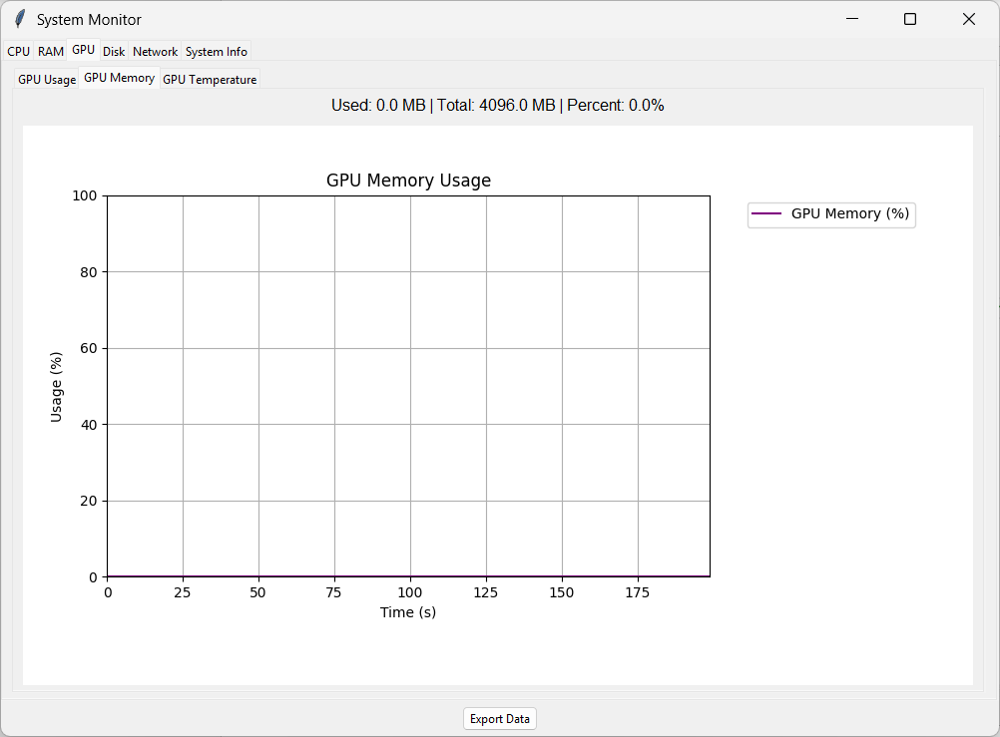 System Monitor
CPU RAM GPU Disk Network System Info
GPU Usage GPU Memory GPU Temperature
Used: 0.0 MB | Total: 4096.0 MB | Percent: 0.0%
GPU Memory Usage
GPU Memory (%)
Usage (%)
100
80
60
40
20
0
0 25 50 75 100 125 150 175
Time (s)
Export Data